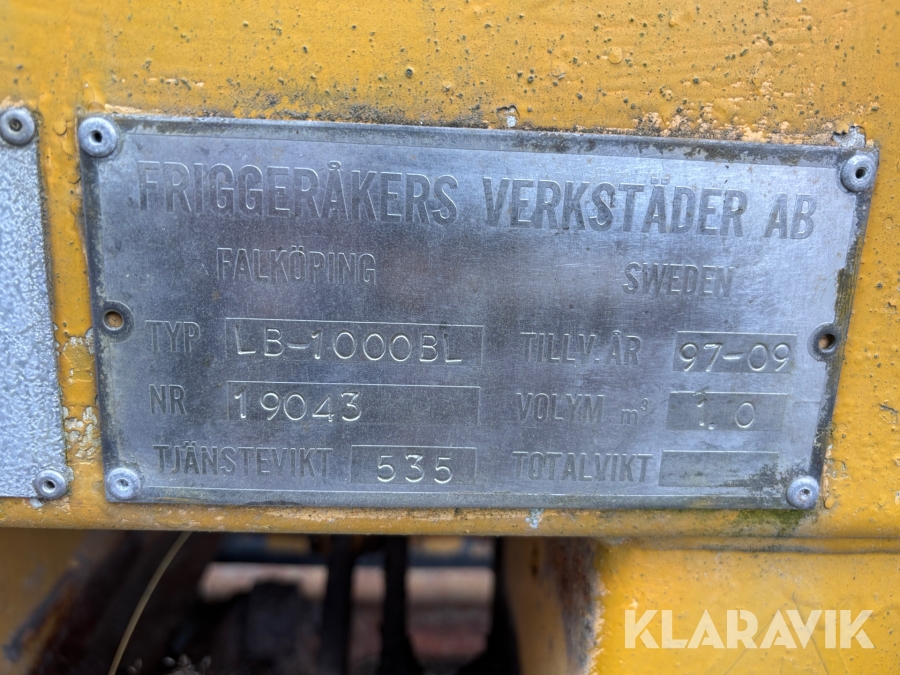 FRIGGERÅKERS VERKSTÄDER AB
FALKÖPING SWEDEN
TYP LB-1000BL TILLV. ÅR 97-09
NR 19043 VOLYM m³ 1.0
TJÄNSTEVIKT 535 TOTALVIKT
KLARAVIK